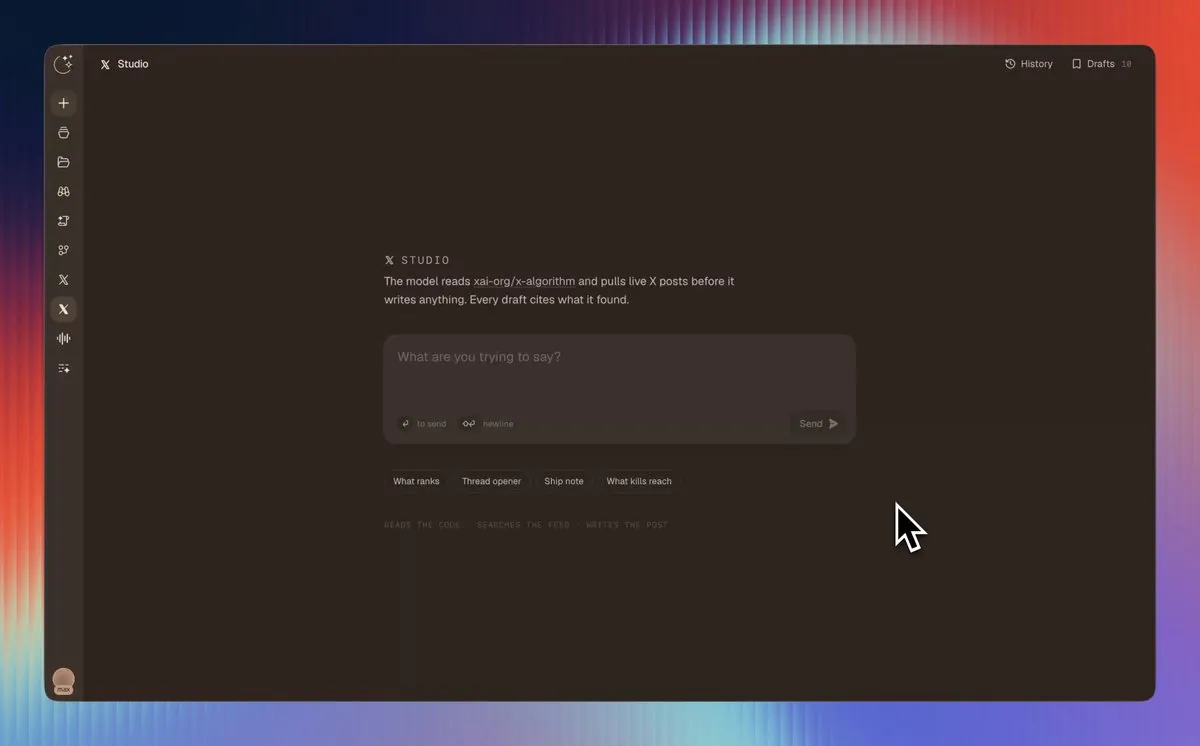 Studio
History
Drafts 10
STUDIO
The model reads xai-org/x-algorithm and pulls live X posts before it
writes anything. Every draft cites what it found.
What are you trying to say?
to send
newline
Send
What ranks
Thread opener
Ship note
What kills reach
READS THE CODE · SEARCHES THE FEED · WRITES THE POST
max